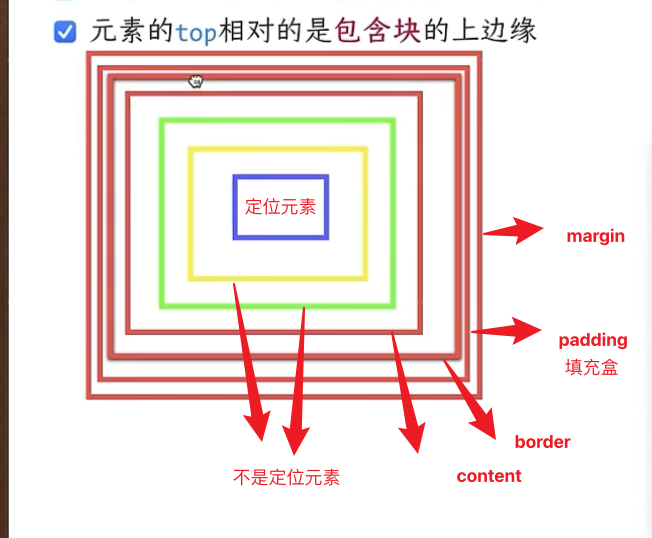 元素的top相对的是包含块的上边缘
定位元素
margin
padding
填充盒
border
content
不是定位元素